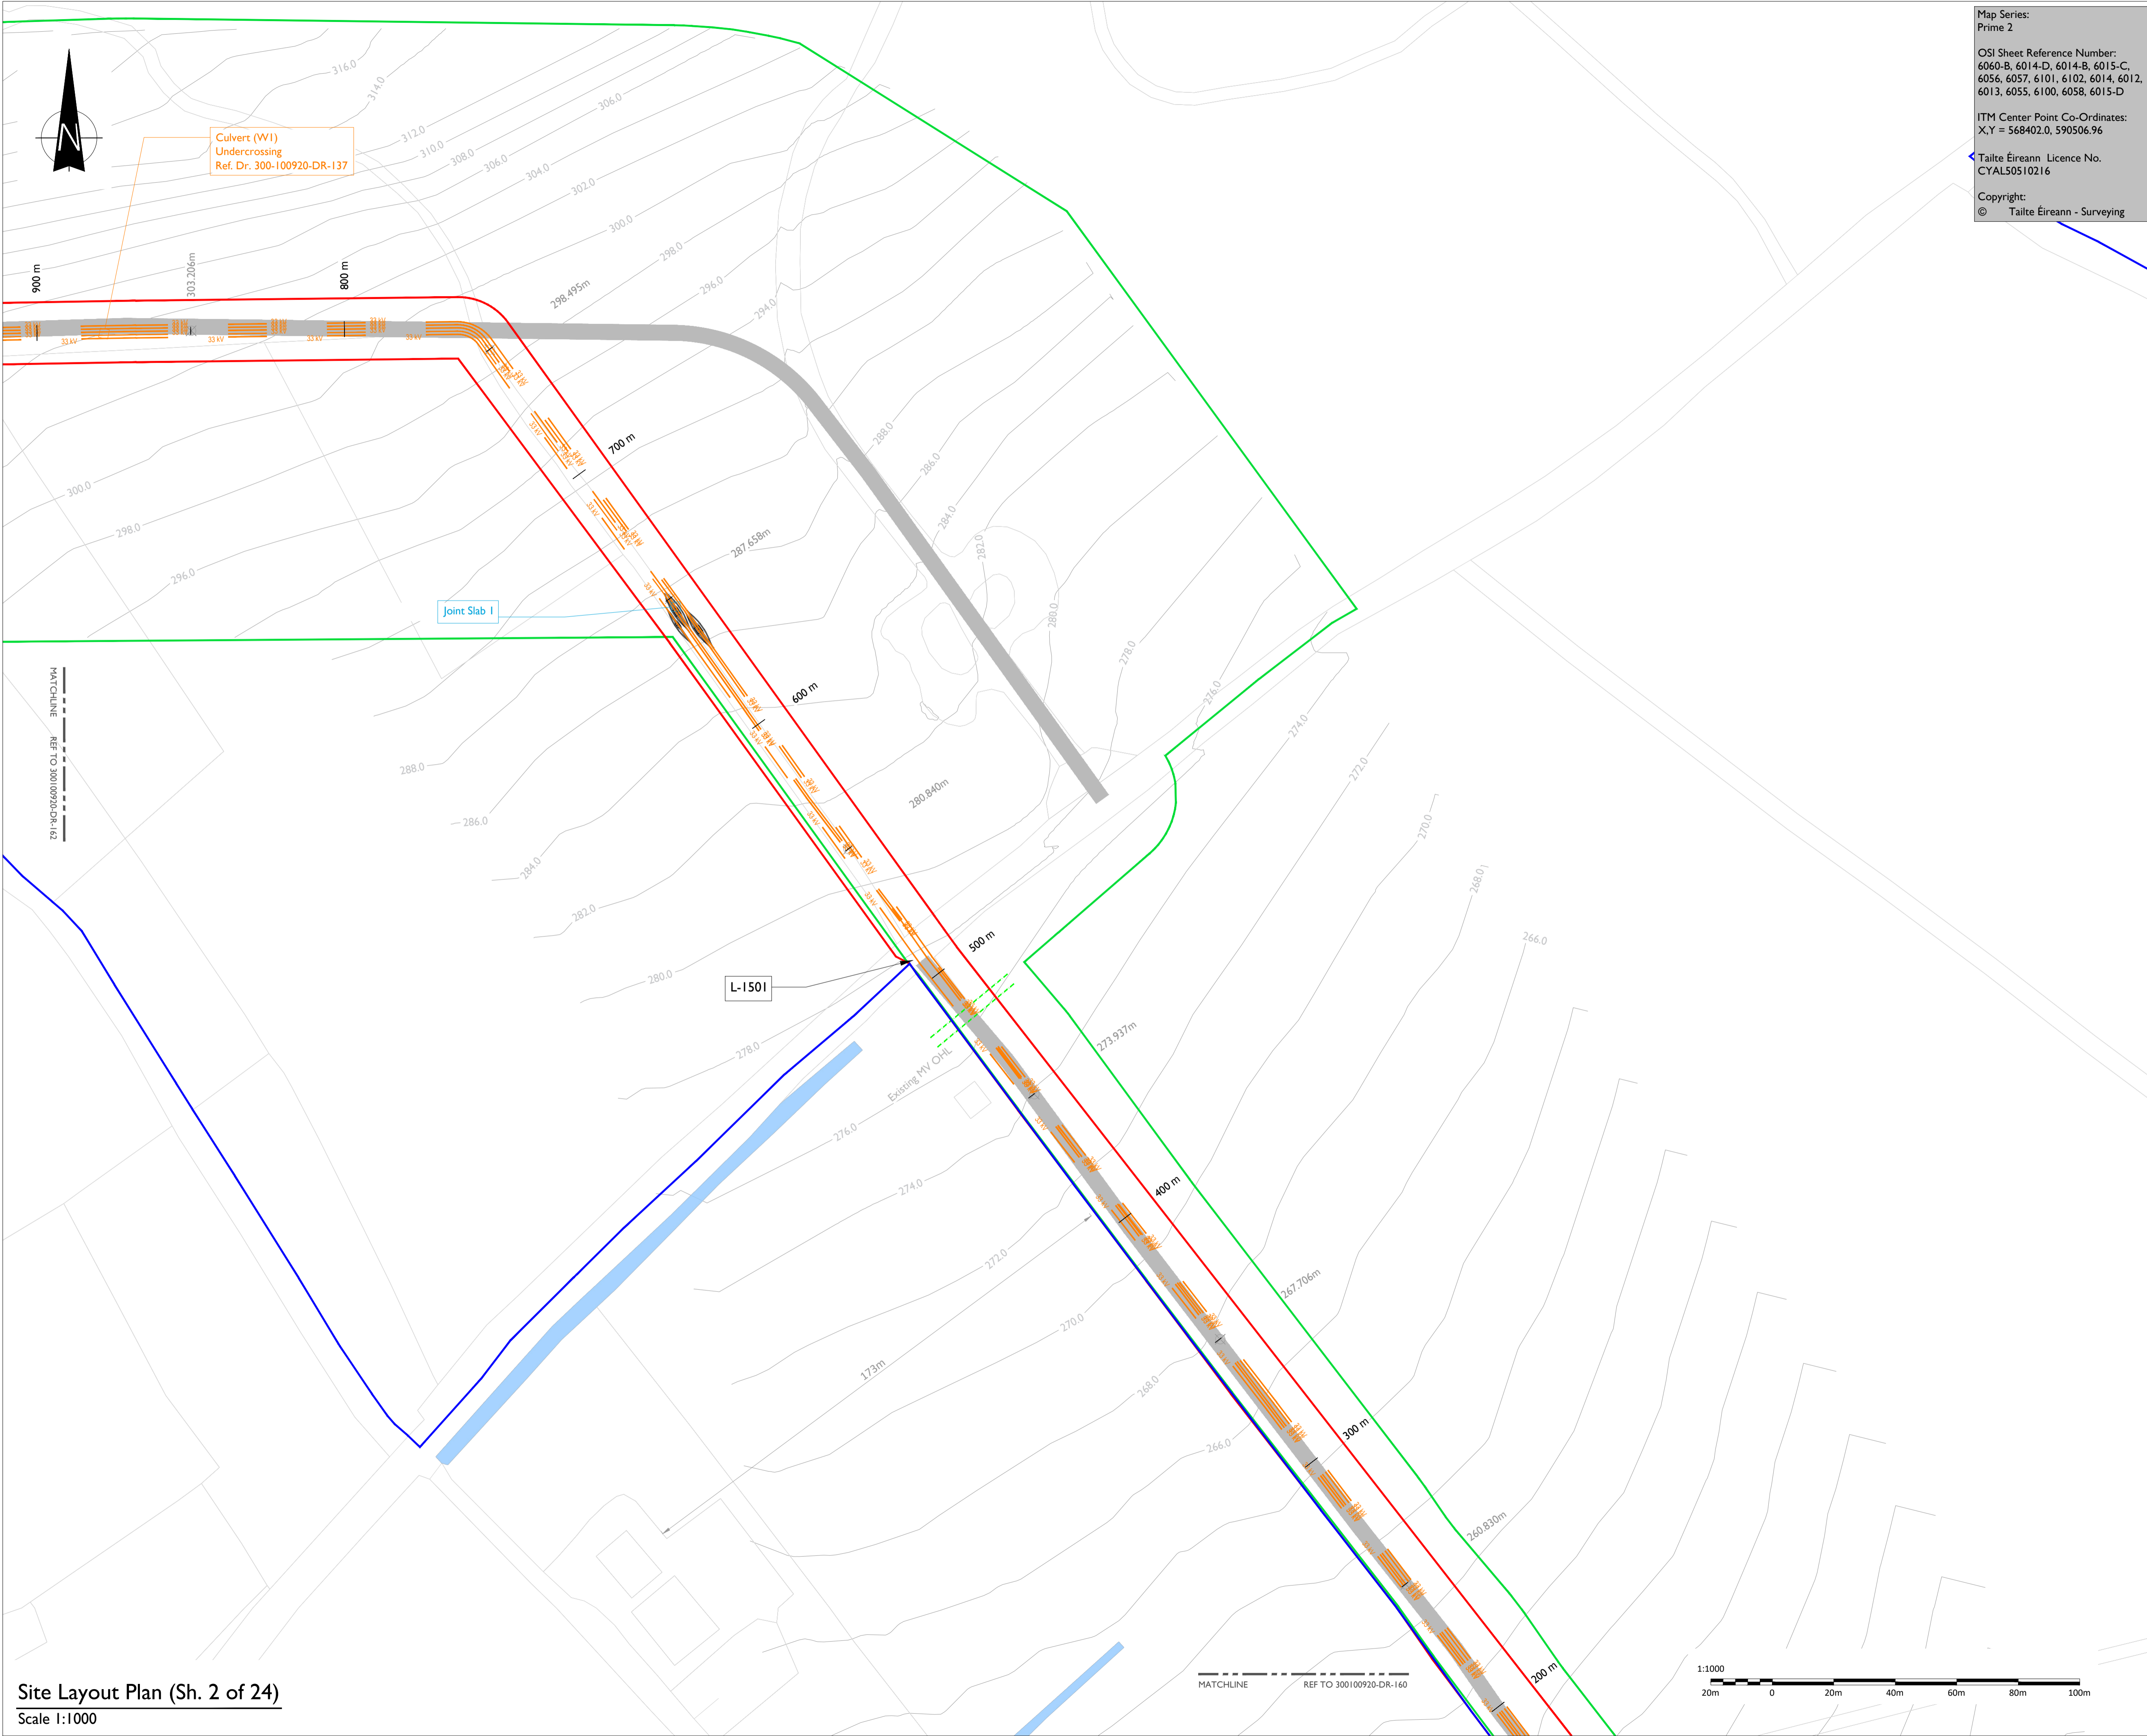 Map Series:
Prime 2
OSI Sheet Reference Number:
6060-B, 6014-D, 6014-B, 6015-C,
6056, 6057, 6101, 6102, 6014, 6012,
6013, 6055, 6100, 6058, 6015-D
ITM Center Point Co-Ordinates:
X,Y = 568402.0, 590506.96
Tailte Éireann Licence No.
CYAL50510216
Copyright:
© Tailte Éireann - Surveying
N
Culvert (W1)
Undercrossing
Ref. Dr. 300-100920-DR-137
316.0
314.0
312.0
310.0
308.0
306.0
306.0
304.0
302.0
300.0
298.0
296.0
294.0
900 m
303.206m
800 m
298.495m
33 kV
33 kV
33 kV
33 kV
700 m
288.0
286.0
284.0
282.0
280.0
278.0
276.0
274.0
272.0
270.0
268.0
266.0
300.0
298.0
296.0
287.658m
Joint Slab 1
600 m
MATCHLINE REF TO 300100920-DR-162
288.0
286.0
284.0
282.0
280.0
278.0
276.0
274.0
272.0
270.0
268.0
266.0
280.840m
500 m
L-1501
Existing MV OHL
273.937m
400 m
267.706m
173m
300 m
260.830m
200 m
MATCHLINE REF TO 300100920-DR-160
1:1000
20m 0 20m 40m 60m 80m 100m
Site Layout Plan (Sh. 2 of 24)
Scale 1:1000